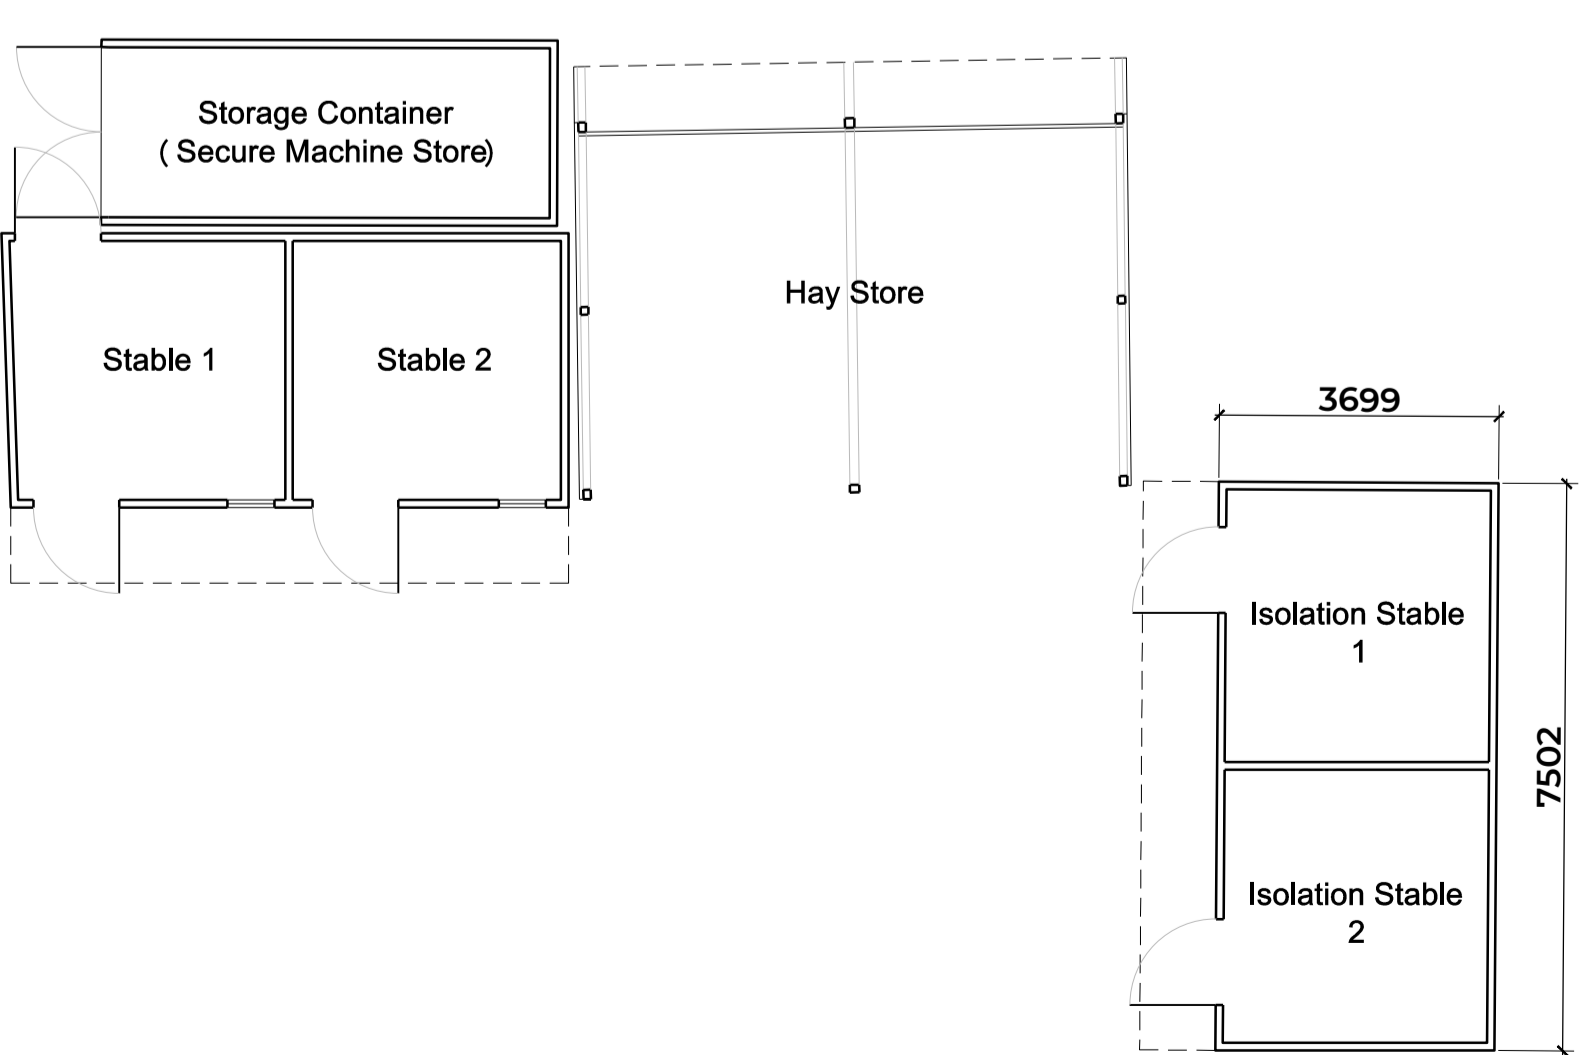 Storage Container
( Secure Machine Store)
Hay Store
Stable 1
Stable 2
3699
Isolation Stable
1
7502
Isolation Stable
2